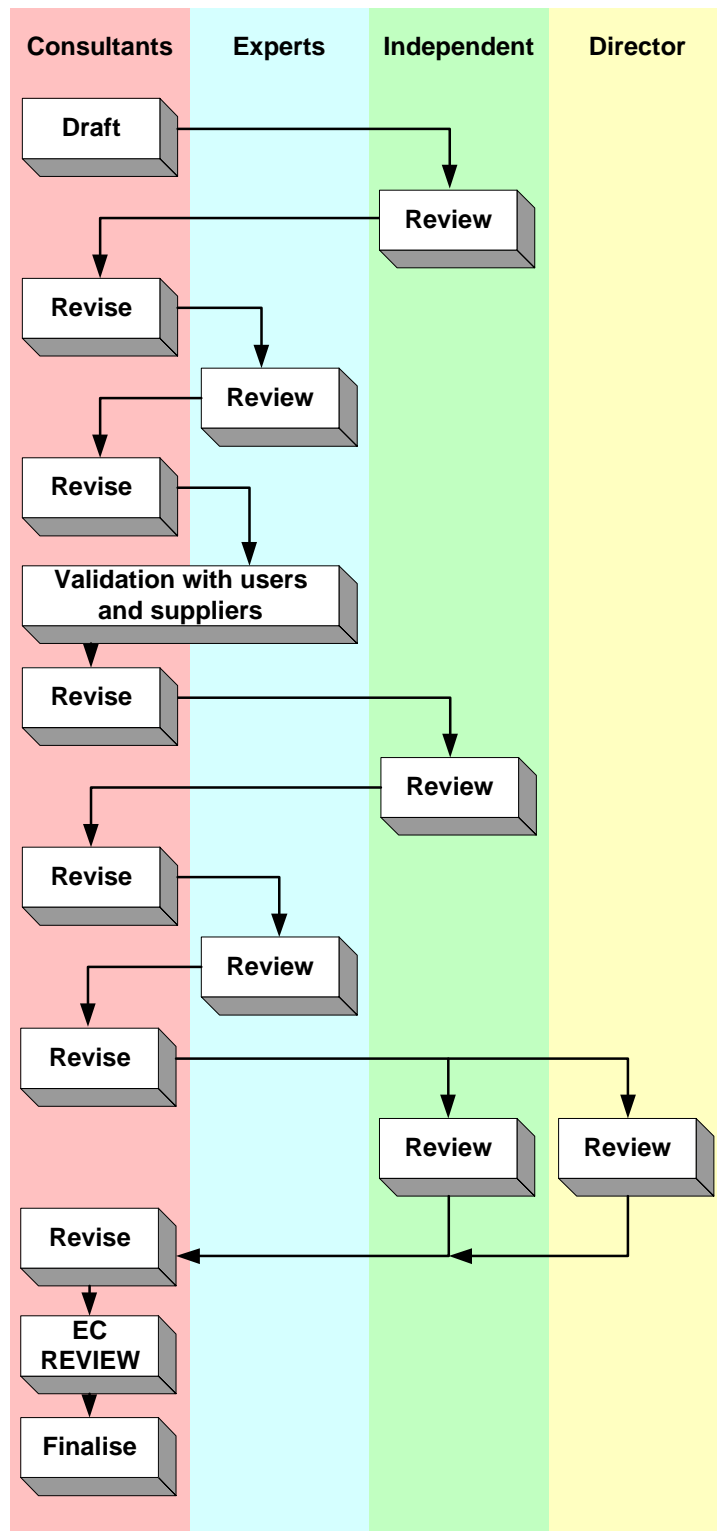 Consultants Experts Independent Director
Draft
Review
Revise
Review
Revise
Validation with users
and suppliers
Revise
Review
Revise
Review
Revise
Review Review
Revise
EC
REVIEW
Finalise